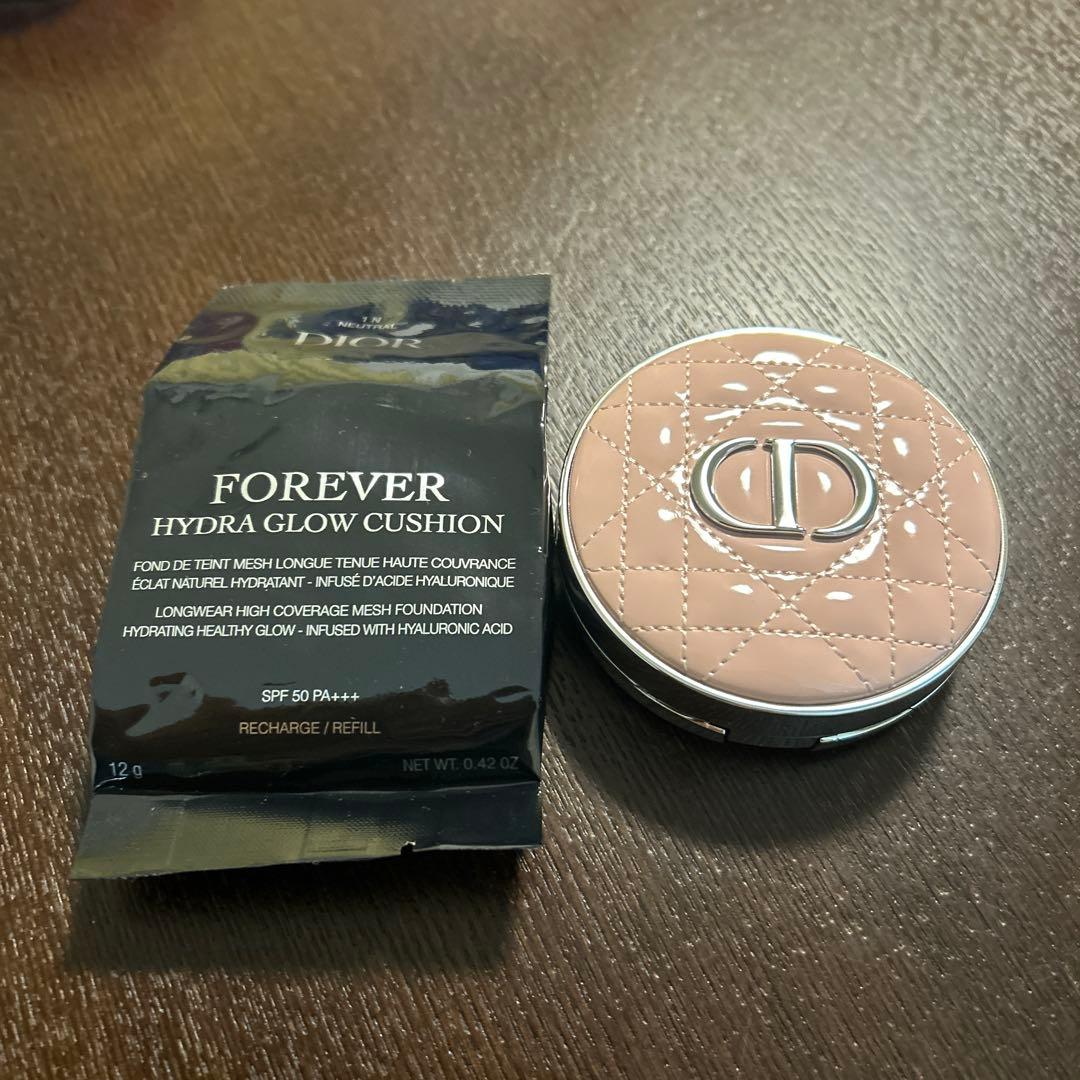 1 N
NEUTRAL
DIOR
FOREVER
HYDRA GLOW CUSHION
FOND DE TEINT MESH LONGUE TENUE HAUTE COUVRANCE
ÉCLAT NATUREL HYDRATANT - INFUSÉ D'ACIDE HYALURONIQUE
LONGWEAR HIGH COVERAGE MESH FOUNDATION
HYDRATING HEALTHY GLOW - INFUSED WITH HYALURONIC ACID
SPF 50 PA+++
RECHARGE / REFILL
12 g NET WT. 0.42 OZ
CD